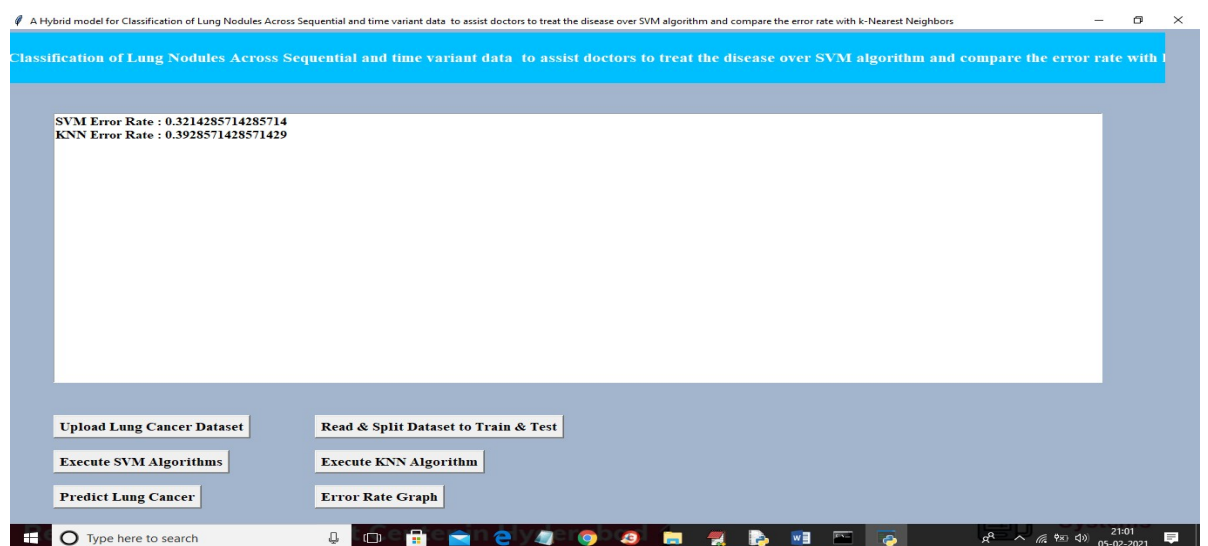 A Hybrid model for Classification of Lung Nodules Across Sequential and time variant data to assist doctors to treat the disease over SVM algorithm and compare the error rate with k-Nearest Neighbors
Classification of Lung Nodules Across Sequential and time variant data to assist doctors to treat the disease over SVM algorithm and compare the error rate with
SVM Error Rate : 0.3214285714285714
KNN Error Rate : 0.3928571428571429
Upload Lung Cancer Dataset
Read & Split Dataset to Train & Test
Execute SVM Algorithms
Execute KNN Algorithm
Predict Lung Cancer
Error Rate Graph
Type here to search
21:01
05-02-2021